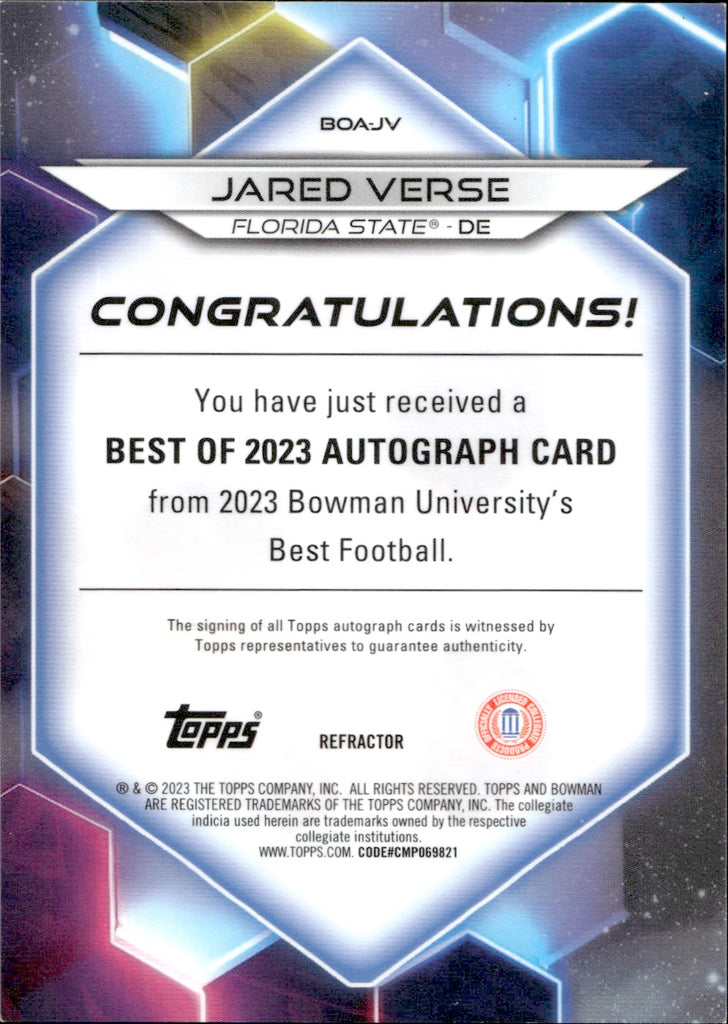 BOA-JV
JARED VERSE
FLORIDA STATE® - DE
CONGRATULATIONS!
You have just received a
BEST OF 2023 AUTOGRAPH CARD
from 2023 Bowman University's
Best Football.
The signing of all Topps autograph cards is witnessed by
Topps representatives to guarantee authenticity.
Topps®
REFRACTOR
OFFICIALLY LICENSED COLLEGIATE PRODUCTS
® & © 2023 THE TOPPS COMPANY, INC. ALL RIGHTS RESERVED. TOPPS AND BOWMAN
ARE REGISTERED TRADEMARKS OF THE TOPPS COMPANY, INC. The collegiate
indicia used herein are trademarks owned by the respective
collegiate institutions.
WWW.TOPPS.COM. CODE#CMP069821